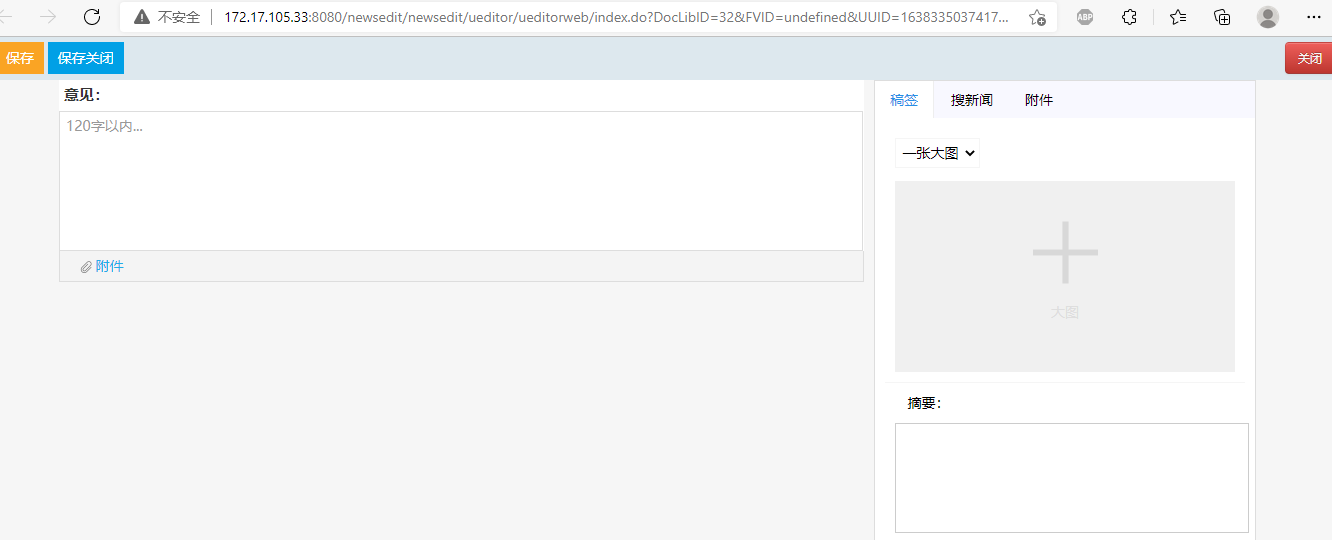 不安全
172.17.105.33:8080/newsedit/newsedit/ueditor/ueditorweb/index.do?DocLibID=32&FVID=undefined&UUID=1638335037417...
ABP
保存
保存关闭
关闭
意见：
120字以内...
附件
稿签
搜新闻
附件
一张大图
大图
摘要：